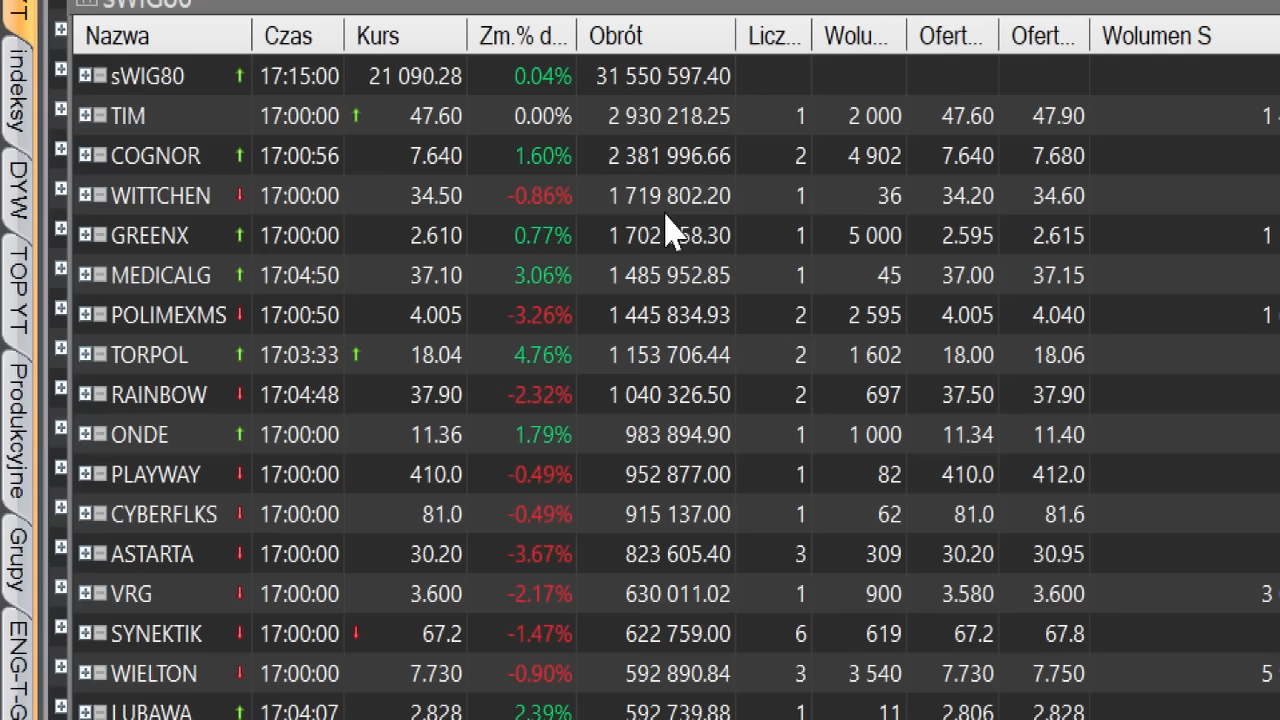 sWIG80
Nazwa Czas Kurs Zm.% d... Obrót Licz... Wolu... Ofert... Ofert... Wolumen S
sWIG80 17:15:00 21 090.28 0.04% 31 550 597.40
TIM 17:00:00 47.60 0.00% 2 930 218.25 1 2 000 47.60 47.90 1
COGNOR 17:00:56 7.640 1.60% 2 381 996.66 2 4 902 7.640 7.680
WITTCHEN 17:00:00 34.50 -0.86% 1 719 802.20 1 36 34.20 34.60
GREENX 17:00:00 2.610 0.77% 1 702 8.30 1 5 000 2.595 2.615 1
MEDICALG 17:04:50 37.10 3.06% 1 485 952.85 1 45 37.00 37.15
POLIMEXMS 17:00:50 4.005 -3.26% 1 445 834.93 2 2 595 4.005 4.040 1
TORPOL 17:03:33 18.04 4.76% 1 153 706.44 2 1 602 18.00 18.06
RAINBOW 17:04:48 37.90 -2.32% 1 040 326.50 2 697 37.50 37.90
ONDE 17:00:00 11.36 1.79% 983 894.90 1 1 000 11.34 11.40
PLAYWAY 17:00:00 410.0 -0.49% 952 877.00 1 82 410.0 412.0
CYBERFLKS 17:00:00 81.0 -0.49% 915 137.00 1 62 81.0 81.6
ASTARTA 17:00:00 30.20 -3.67% 823 605.40 3 309 30.20 30.95
VRG 17:00:00 3.600 -2.17% 630 011.02 1 900 3.580 3.600 3
SYNEKTIK 17:00:00 67.2 -1.47% 622 759.00 6 619 67.2 67.8
WIELTON 17:00:00 7.730 -0.90% 592 890.84 3 3 540 7.730 7.750 5
LUBAWA 17:04:07 2.828 2.39% 592 739.88 1 11 2.806 2.828
YT
indeksy
DYW
TOP YT
Produkcyjne
Grupy
ENG-T-G